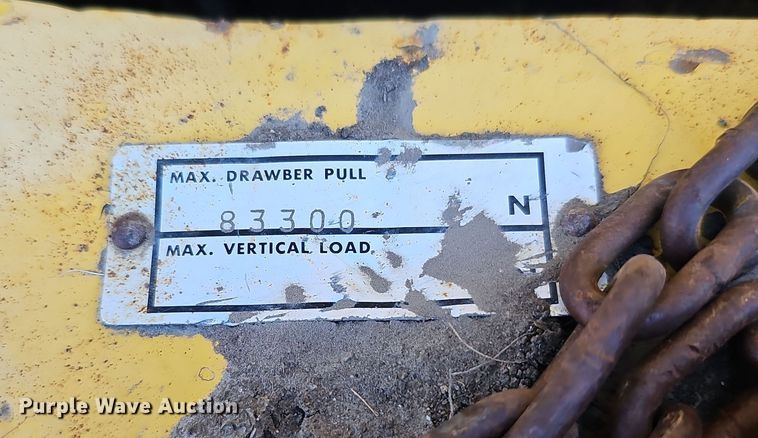 MAX. DRAWBER PULL
83300 N
MAX. VERTICAL LOAD
Purple Wave Auction